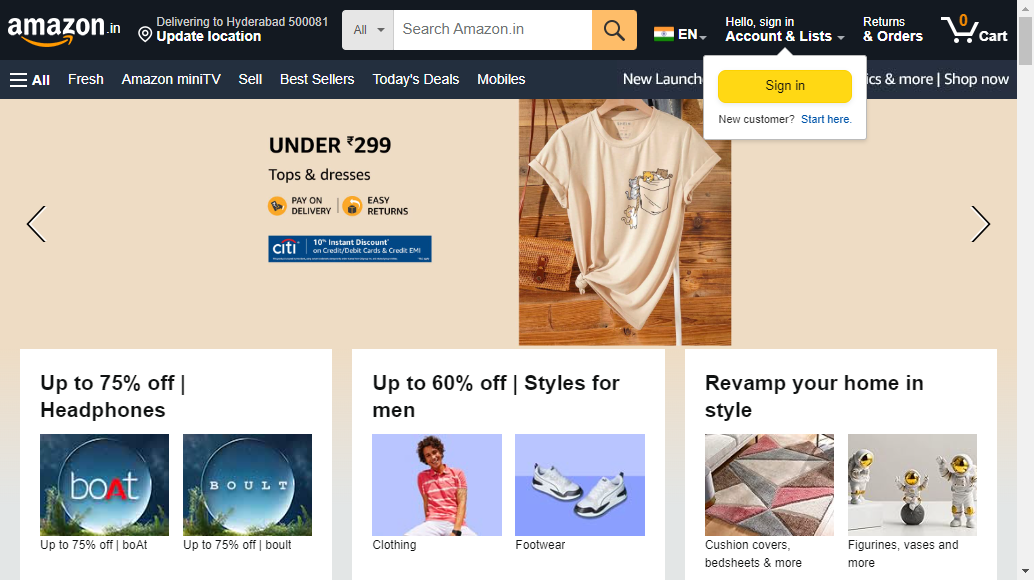 amazon.in
Delivering to Hyderabad 500081
Update location
All
Search Amazon.in
EN
Hello, sign in
Account & Lists
Returns
& Orders
0
Cart
All
Fresh
Amazon miniTV
Sell
Best Sellers
Today's Deals
Mobiles
New Launch
ics & more | Shop now
Sign in
New customer? Start here.
UNDER ₹299
Tops & dresses
PAY ON
DELIVERY
EASY
RETURNS
citi
10% Instant Discount*
on Credit/Debit Cards & Credit EMI
Up to 75% off |
Headphones
boAt
BOULT
Up to 75% off | boAt
Up to 75% off | boult
Up to 60% off | Styles for
men
Clothing
Footwear
Revamp your home in
style
Cushion covers,
bedsheets & more
Figurines, vases and
more